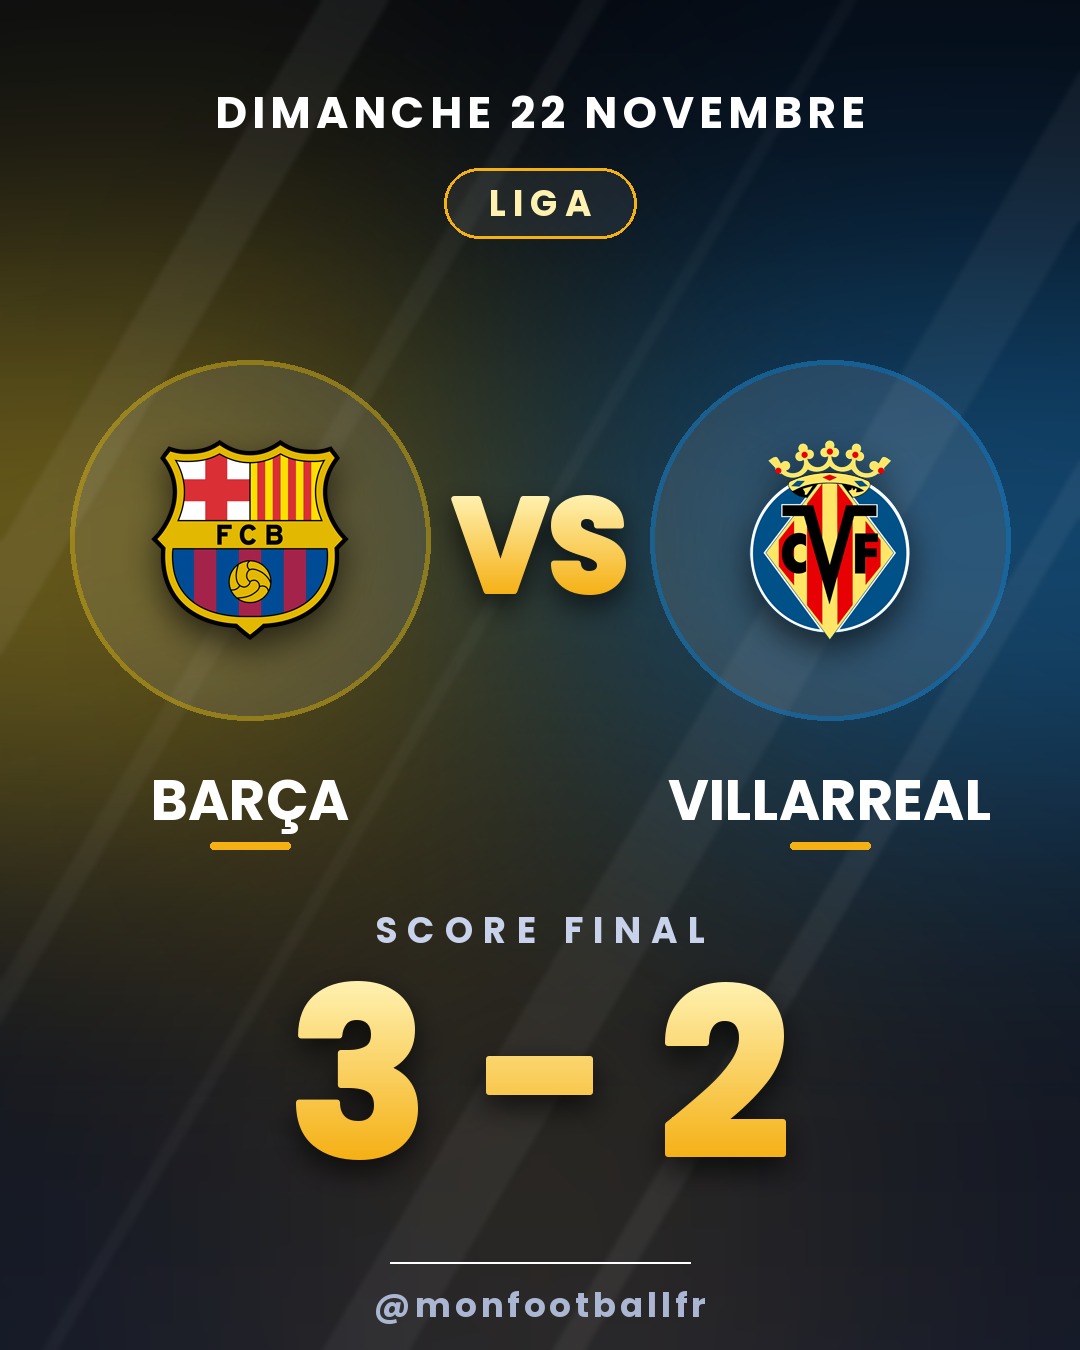 DIMANCHE 22 NOVEMBRE
LIGA
FCB
VS
CVF
BARÇA
VILLARREAL
SCORE FINAL
3 - 2
@monfootballfr